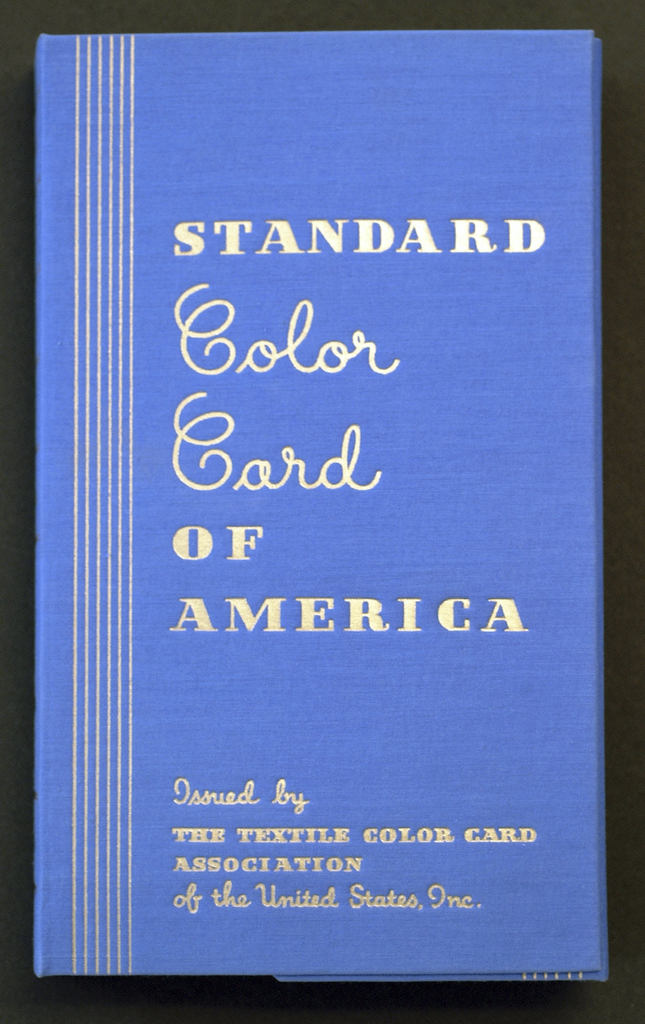 STANDARD
Color
Card
OF
AMERICA
Issued by
THE TEXTILE COLOR CARD
ASSOCIATION
of the United States, Inc.